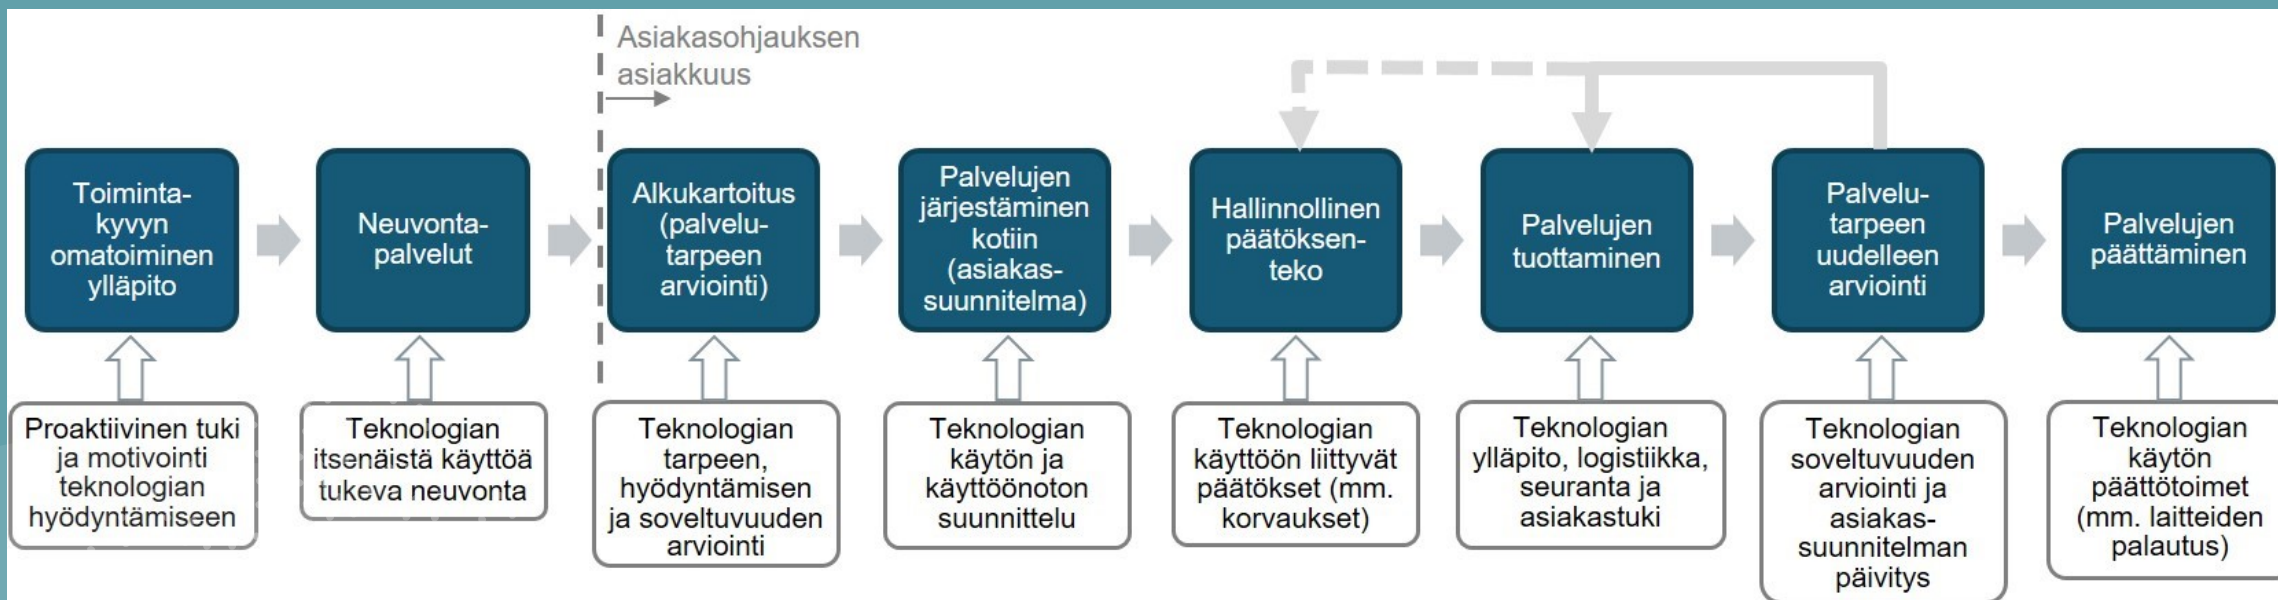 Asiakasohjauksen
asiakkuus
Toiminta-
kyvyn
omatoiminen
ylläpito
Neuvonta-
palvelut
Alkukartoitus
(palvelu-
tarpeen
arviointi)
Palvelujen
järjestäminen
kotiin
(asiakas-
suunnitelma)
Hallinnollinen
päätöksen-
teko
Palvelujen
tuottaminen
Palvelu-
tarpeen
uudelleen
arviointi
Palvelujen
päättäminen
Proaktiivinen tuki
ja motivointi
teknologian
hyödyntämiseen
Teknologian
itsenäistä käyttöä
tukeva neuvonta
Teknologian
tarpeen,
hyödyntämisen
ja soveltuvuuden
arviointi
Teknologian
käytön ja
käyttöönoton
suunnittelu
Teknologian
käyttöön liittyvät
päätökset (mm.
korvaukset)
Teknologian
ylläpito, logistiikka,
seuranta ja
asiakastuki
Teknologian
soveltuvuuden
arviointi ja
asiakas-
suunnitelman
päivitys
Teknologian
käytön
päättötoimet
(mm. laitteiden
palautus)